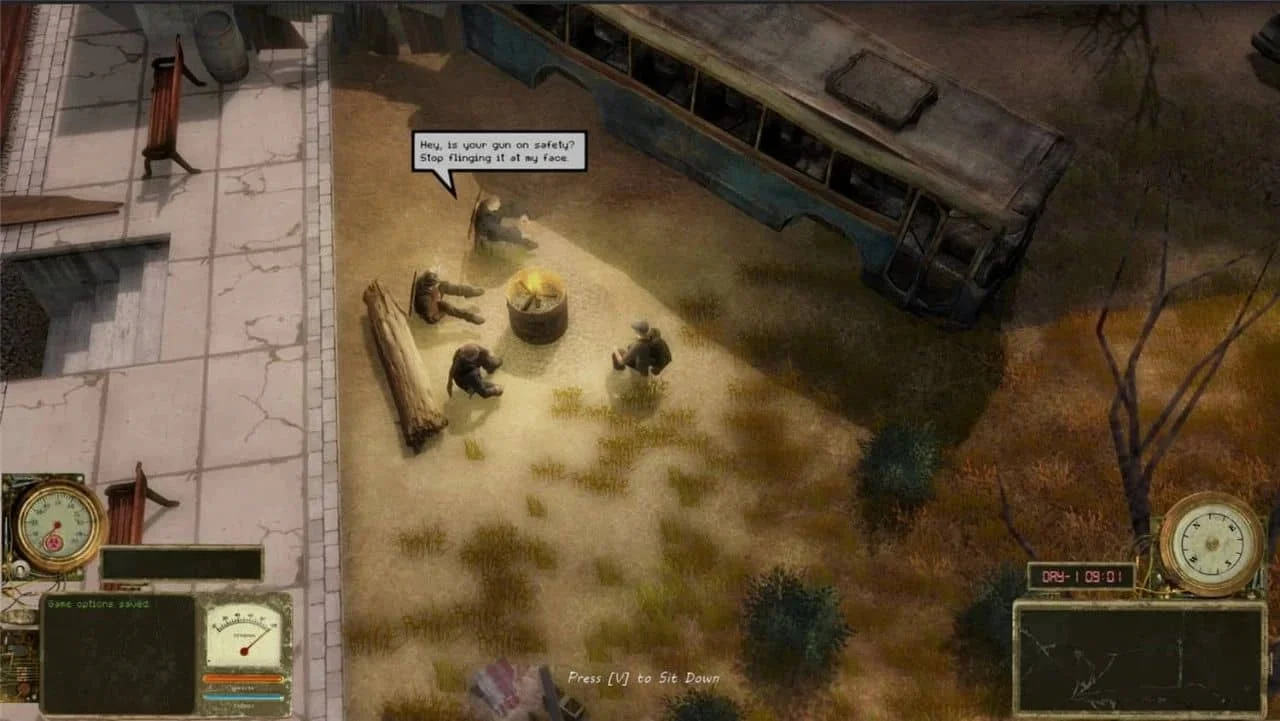 Hey, is your gun on safety?
Stop flinging it at my face.
Game options saved.
DAY-1 09:01
Press [V] to Sit Down